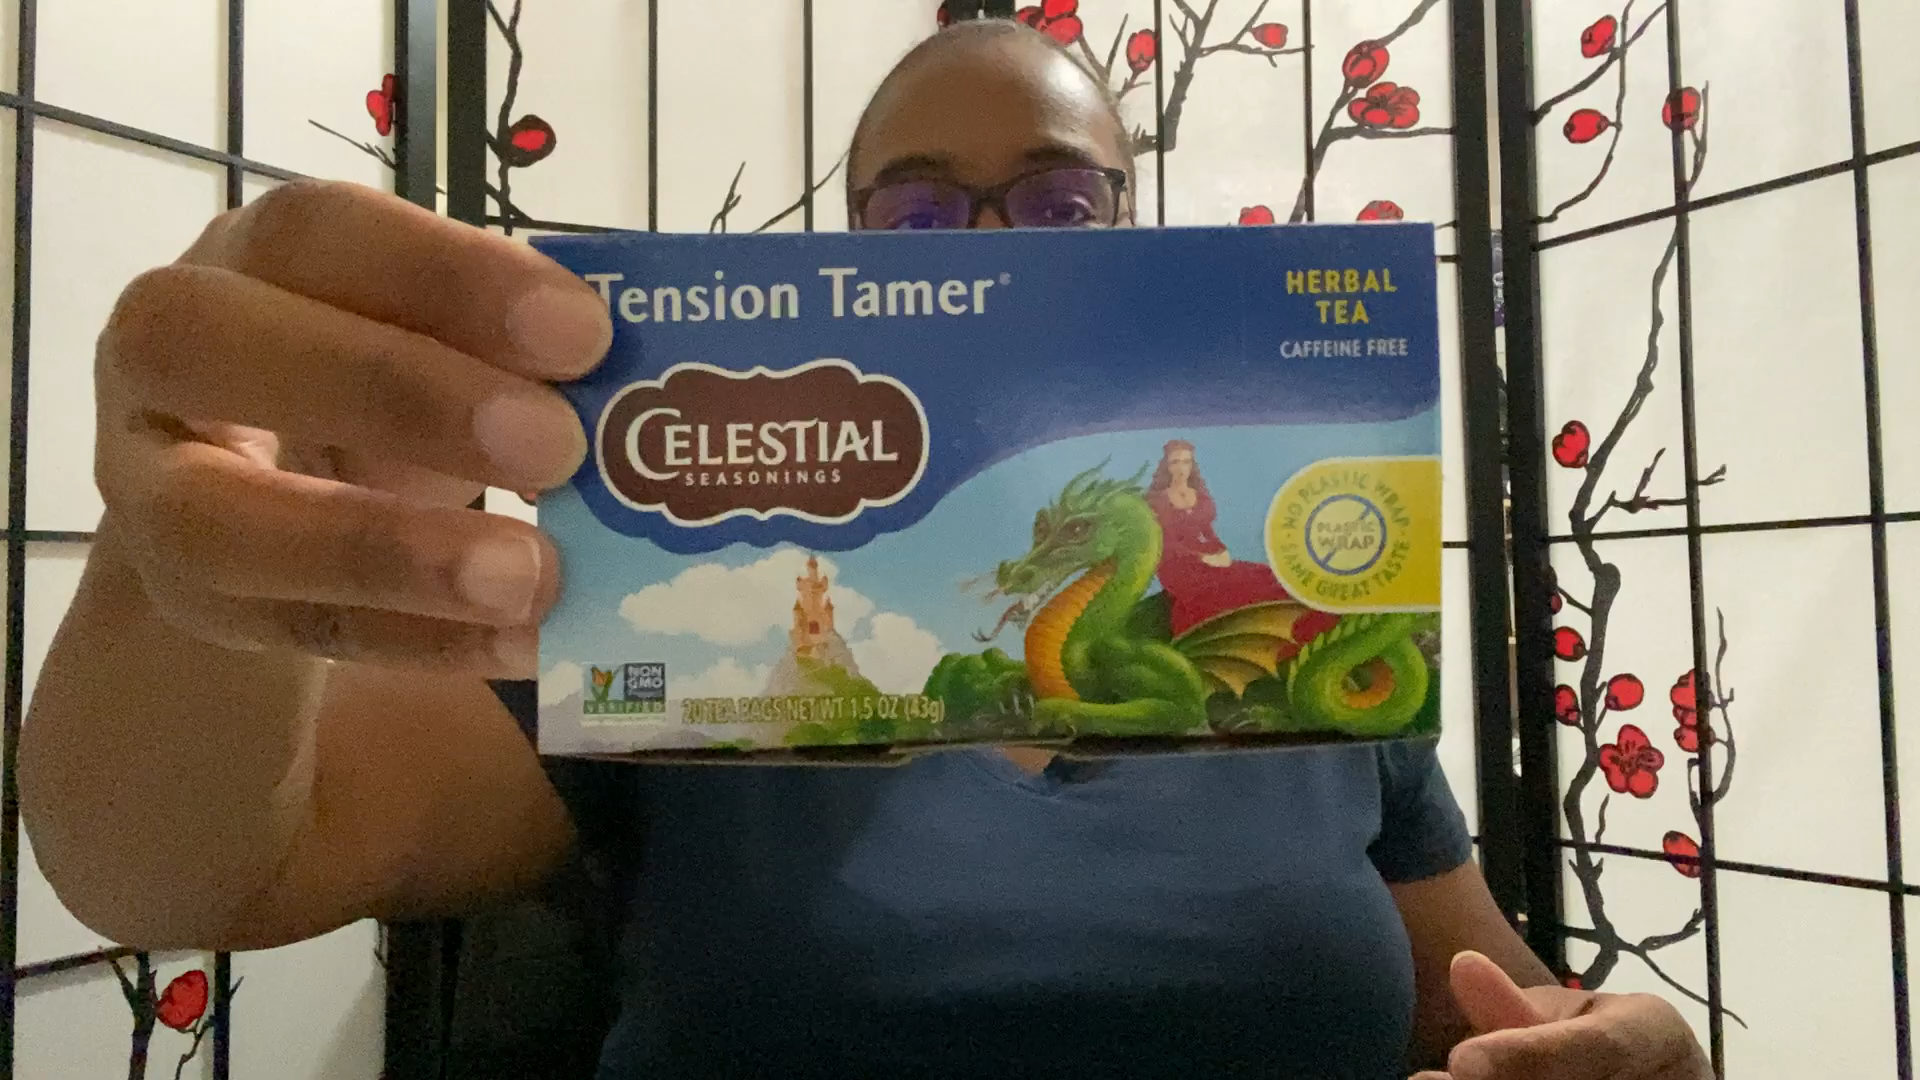 Tension Tamer®
HERBAL
TEA
CAFFEINE FREE
CELESTIAL
SEASONINGS
NO PLASTIC WRAP
PLASTIC
WRAP
SAME GREAT TASTE
NON
GMO
Project
VERIFIED
20 TEA BAGS NET WT 1.5 OZ (43g)